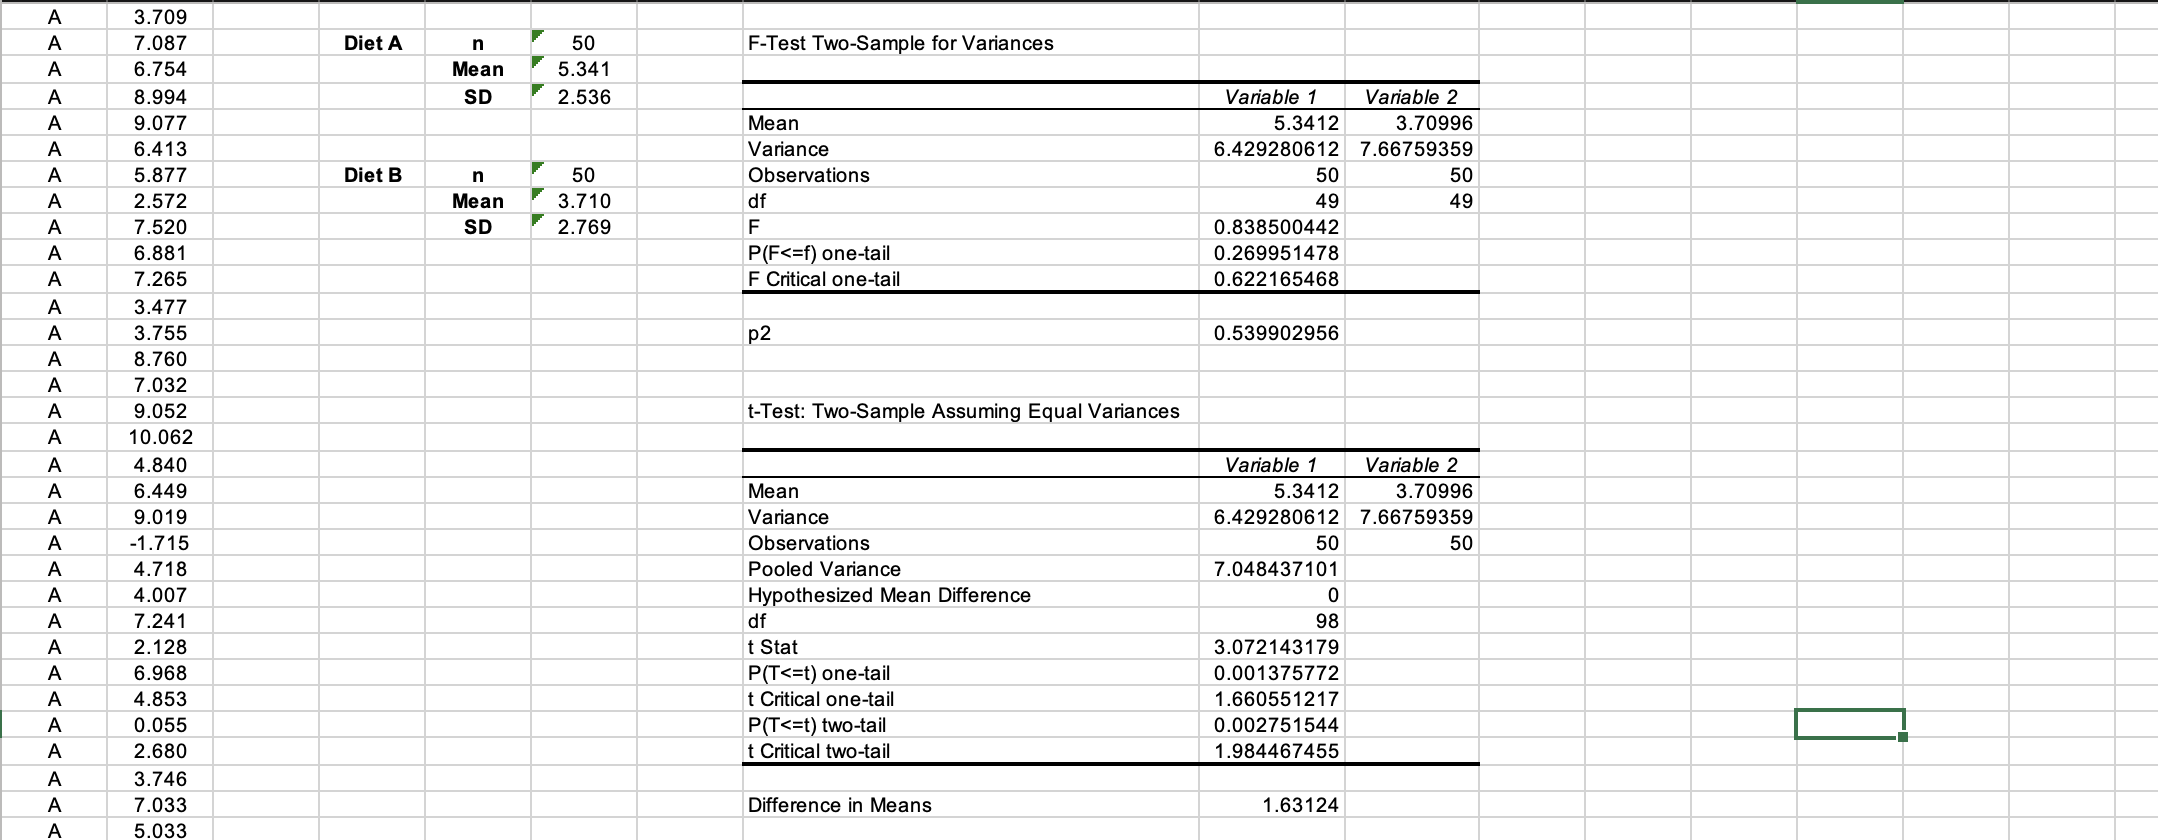 A 3.709
A 7.087 Diet A n 50 F-Test Two-Sample for Variances
A 6.754 Mean 5.341
A 8.994 SD 2.536 Variable 1 Variable 2
A 9.077 Mean 5.3412 3.70996
A 6.413 Variance 6.429280612 7.66759359
A 5.877 Diet B n 50 Observations 50 50
A 2.572 Mean 3.710 df 49 49
A 7.520 SD 2.769 F 0.838500442
A 6.881 P(F<=f) one-tail 0.269951478
A 7.265 F Critical one-tail 0.622165468
A 3.477
A 3.755 p2 0.539902956
A 8.760
A 7.032
A 9.052 t-Test: Two-Sample Assuming Equal Variances
A 10.062
A 4.840 Variable 1 Variable 2
A 6.449 Mean 5.3412 3.70996
A 9.019 Variance 6.429280612 7.66759359
A -1.715 Observations 50 50
A 4.718 Pooled Variance 7.048437101
A 4.007 Hypothesized Mean Difference 0
A 7.241 df 98
A 2.128 t Stat 3.072143179
A 6.968 P(T<=t) one-tail 0.001375772
A 4.853 t Critical one-tail 1.660551217
A 0.055 P(T<=t) two-tail 0.002751544
A 2.680 t Critical two-tail 1.984467455
A 3.746
A 7.033 Difference in Means 1.63124
A 5.033